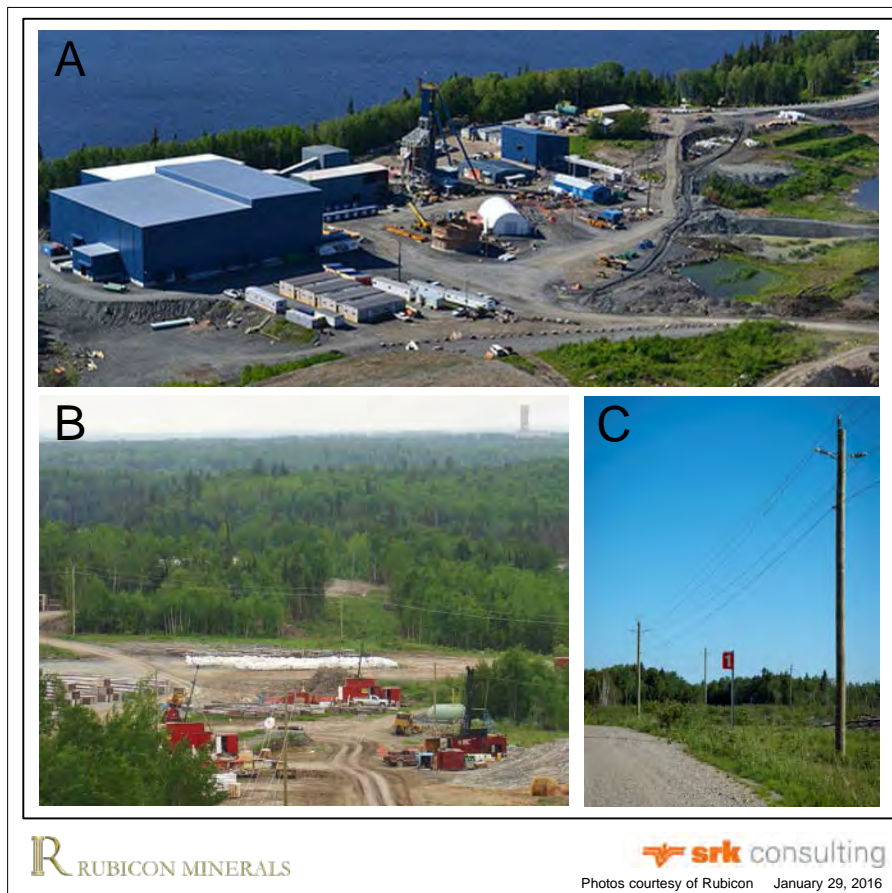 A
B
C
1
R RUBICON MINERALS
srk consulting
Photos courtesy of Rubicon January 29, 2016